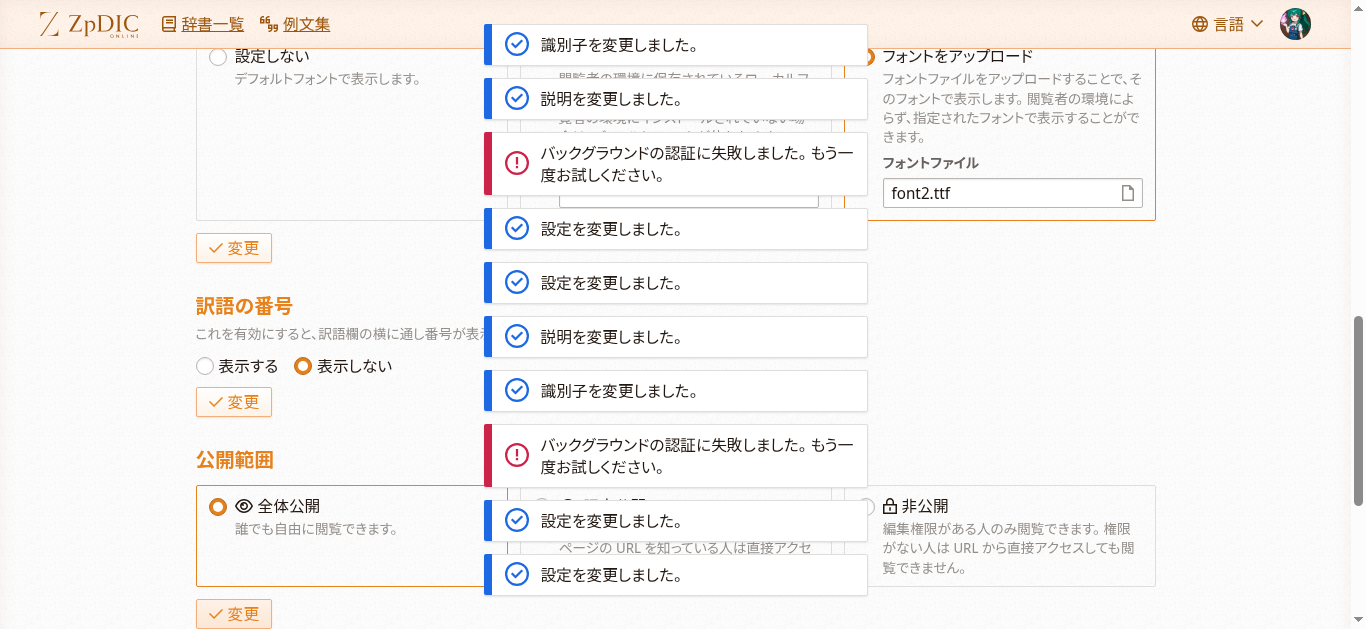 ZpDIC
ONLINE
辞書一覧
例文集
言語
設定しない
デフォルトフォントで表示します。
フォントをアップロード
フォントファイルをアップロードすることで、そ
のフォントで表示します。閲覧者の環境によ
らず、指定されたフォントで表示することがで
きます。
フォントファイル
font2.ttf
変更
識別子を変更しました。
説明を変更しました。
バックグラウンドの認証に失敗しました。もう一
度お試しください。
設定を変更しました。
設定を変更しました。
説明を変更しました。
識別子を変更しました。
バックグラウンドの認証に失敗しました。もう一
度お試しください。
設定を変更しました。
設定を変更しました。
訳語の番号
これを有効にすると、訳語欄の横に通し番号が表
表示する
表示しない
変更
公開範囲
全体公開
誰でも自由に閲覧できます。
ページの URL を知っている人は直接アクセ
非公開
編集権限がある人のみ閲覧できます。権限
がない人は URL から直接アクセスしても閲
覧できません。
変更